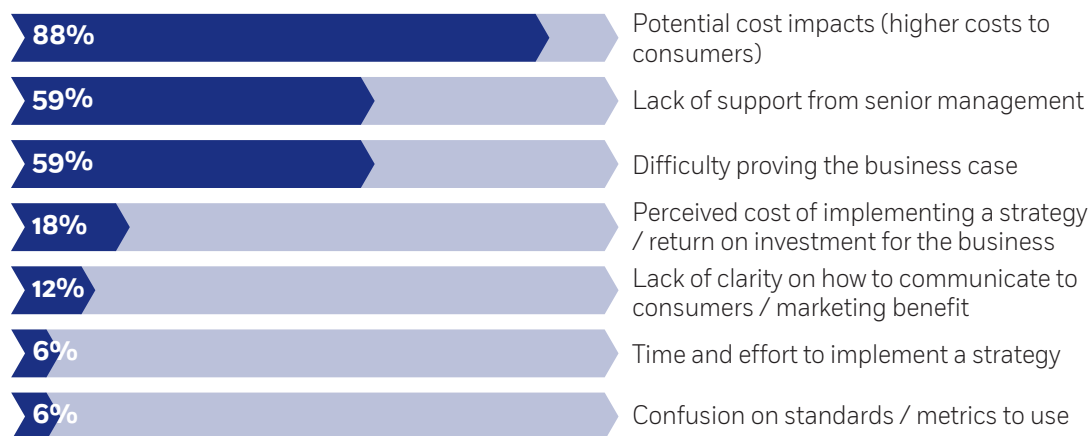 88%
Potential cost impacts (higher costs to
consumers)
59%
Lack of support from senior management
59%
Difficulty proving the business case
18%
Perceived cost of implementing a strategy
/ return on investment for the business
12%
Lack of clarity on how to communicate to
consumers / marketing benefit
6%
Time and effort to implement a strategy
6%
Confusion on standards / metrics to use